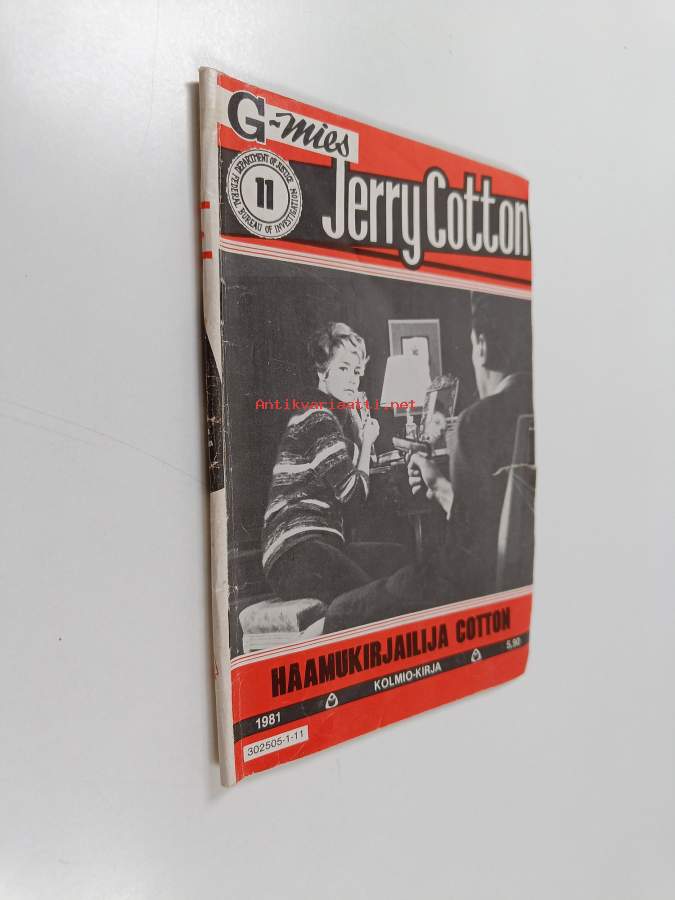 G-mies
DEPARTMENT OF JUSTICE
FEDERAL BUREAU OF INVESTIGATION
11
Jerry Cotton
Antikvariaatti.net
HAAMUKIRJAILIJA COTTON
5,90
1981
KOLMIO-KIRJA
302505-1-11